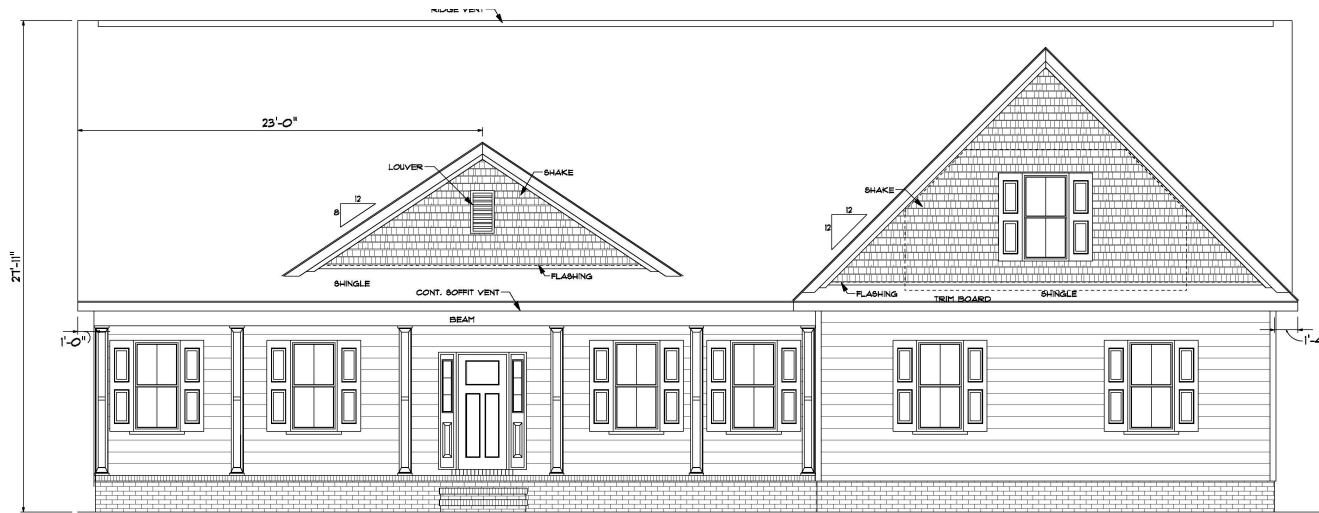 RIDGE VENT
23'-0"
LOUVER
SHAKE
12
8
SHAKE
12
12
27'-11"
FLASHING
SHINGLE
CONT. SOFFIT VENT
FLASHING
TRIM BOARD
SHINGLE
BEAM
1'-0"